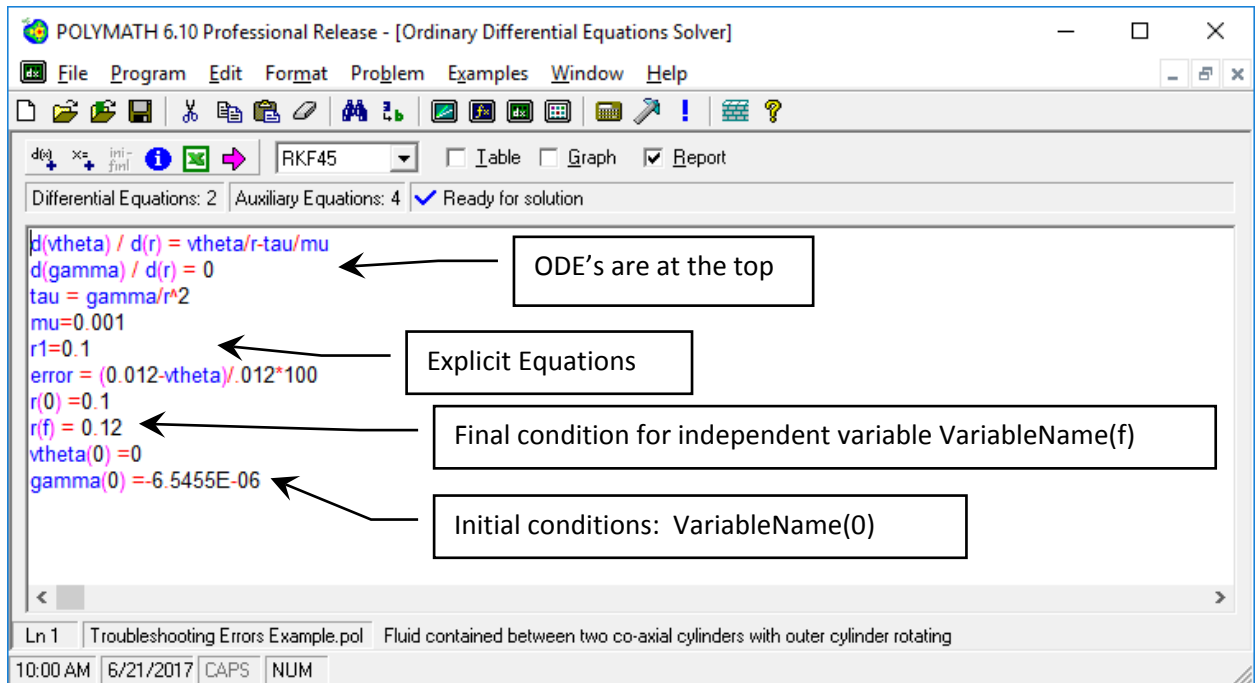 POLYMATH 6.10 Professional Release - [Ordinary Differential Equations Solver]
File Program Edit Format Problem Examples Window Help
d(x) x= ini- finl RKF45 Table Graph Report
Differential Equations: 2 Auxiliary Equations: 4 Ready for solution
d(vtheta) / d(r) = vtheta/r-tau/mu
d(gamma) / d(r) = 0
ODE’s are at the top
tau = gamma/r^2
mu=0.001
r1=0.1
Explicit Equations
error = (0.012-vtheta)/.012*100
r(0) =0.1
r(f) = 0.12
Final condition for independent variable VariableName(f)
vtheta(0) =0
gamma(0) =-6.5455E-06
Initial conditions: VariableName(0)
Ln 1 Troubleshooting Errors Example.pol Fluid contained between two co-axial cylinders with outer cylinder rotating
10:00 AM 6/21/2017 CAPS NUM